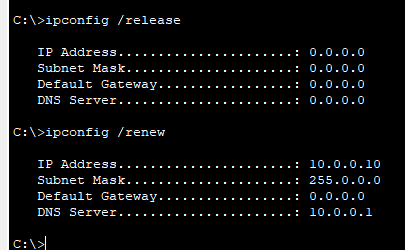 C:\>ipconfig /release
IP Address......................: 0.0.0.0
Subnet Mask.....................: 0.0.0.0
Default Gateway.................: 0.0.0.0
DNS Server......................: 0.0.0.0
C:\>ipconfig /renew
IP Address......................: 10.0.0.10
Subnet Mask.....................: 255.0.0.0
Default Gateway.................: 0.0.0.0
DNS Server......................: 10.0.0.1
C:\>